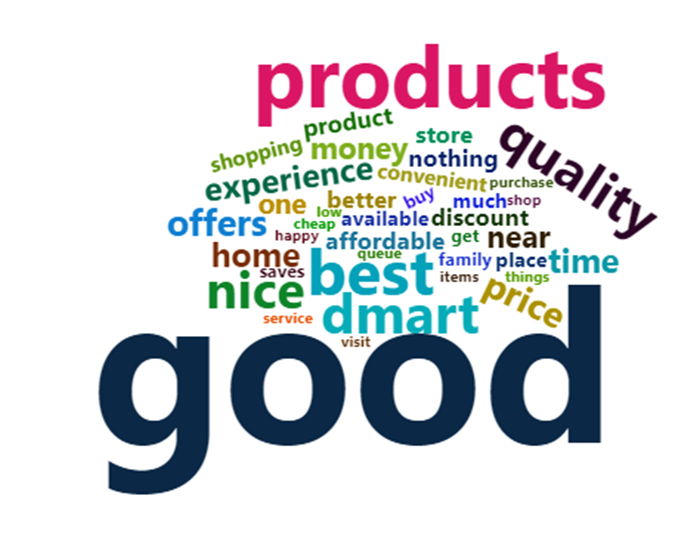 products
product
store
quality
shopping
money
nothing
experience
convenient
purchase
one
better
buy
much
shop
offers
low
cheap
available
discount
happy
affordable
get
near
home
queue
saves
best
family
place
time
items
things
nice
price
service
dmart
visit
good